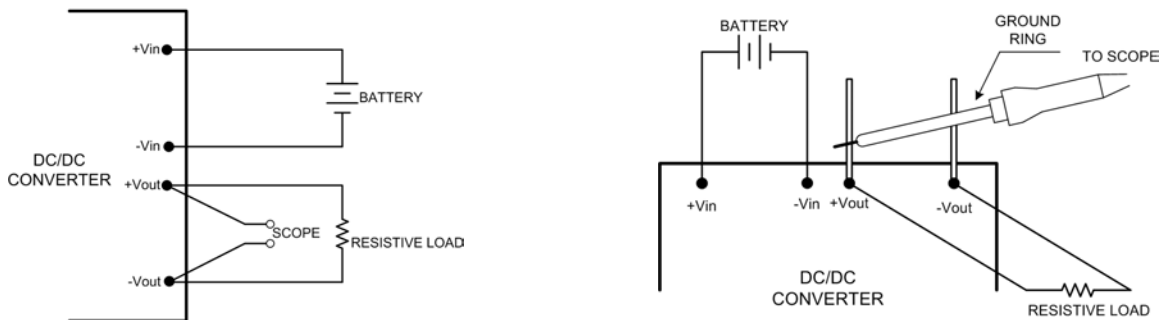 +Vin
BATTERY
-Vin
DC/DC
CONVERTER
+Vout
SCOPE
RESISTIVE LOAD
-Vout
BATTERY
GROUND
RING
TO SCOPE
+Vin
-Vin
+Vout
-Vout
DC/DC
CONVERTER
RESISTIVE LOAD